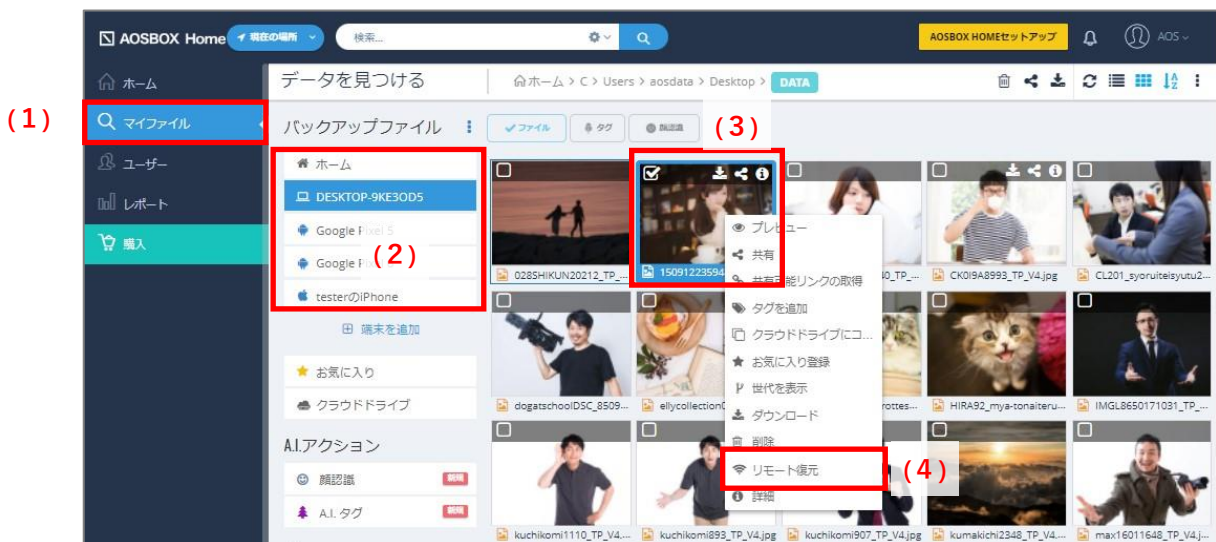 AOSBOX Home
現在の場所
検索...
AOSBOX HOMEセットアップ
AOS
ホーム
データを見つける
ホーム > C > Users > aosdata > Desktop > DATA
(1)
マイファイル
バックアップファイル
ファイル
タグ
顔認識
(3)
ユーザー
レポート
購入
ホーム
DESKTOP-9KE3OD5
Google Pixel 5
(2)
Google
testerのiPhone
端末を追加
お気に入り
クラウドドライブ
A.I.アクション
顔認識
新規
A.I. タグ
新規
028SHIKUN20212_TP_...
1509122359
CK0I9A8993_TP_V4.jpg
CL201_syoruiteisyutu2...
プレビュー
共有
共有可能リンクの取得
タグを追加
クラウドドライブにコ...
お気に入り登録
世代を表示
ダウンロード
削除
リモート復元
(4)
詳細
dogatschoolDSC_8509...
ellycollection
rottes...
HIRA92_mya-tonaiteru...
IMGL8650171031_TP_...
kuchikomi1110_TP_V4....
kuchikomi893_TP_V4.jpg
kuchikomi907_TP_V4.jpg
kumakichi2348_TP_V4....
max16011648_TP_V4.j...